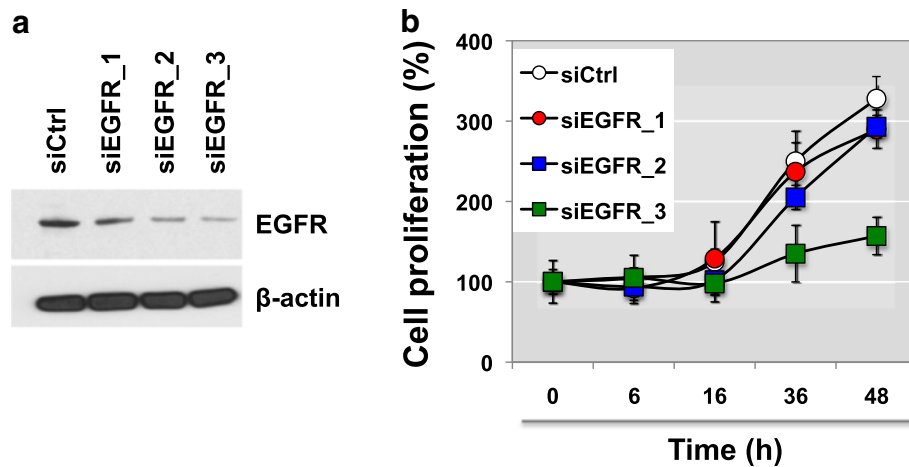 a
siCtrl
siEGFR_1
siEGFR_2
siEGFR_3
EGFR
β-actin
b
Cell proliferation (%)
400
300
200
100
0
siCtrl
siEGFR_1
siEGFR_2
siEGFR_3
0 6 16 36 48
Time (h)